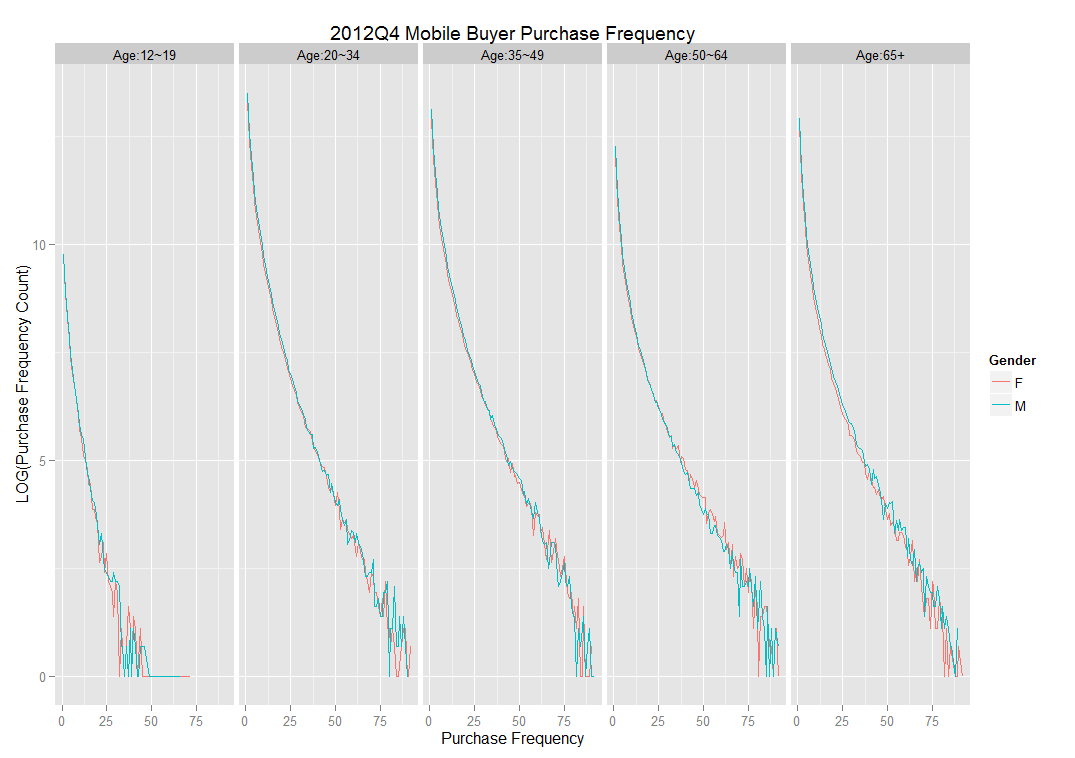 2012Q4 Mobile Buyer Purchase Frequency
Age:12~19 Age:20~34 Age:35~49 Age:50~64 Age:65+
LOG(Purchase Frequency Count)
10
5
0
0 25 50 75 0 25 50 75 0 25 50 75 0 25 50 75 0 25 50 75
Purchase Frequency
Gender
F
M